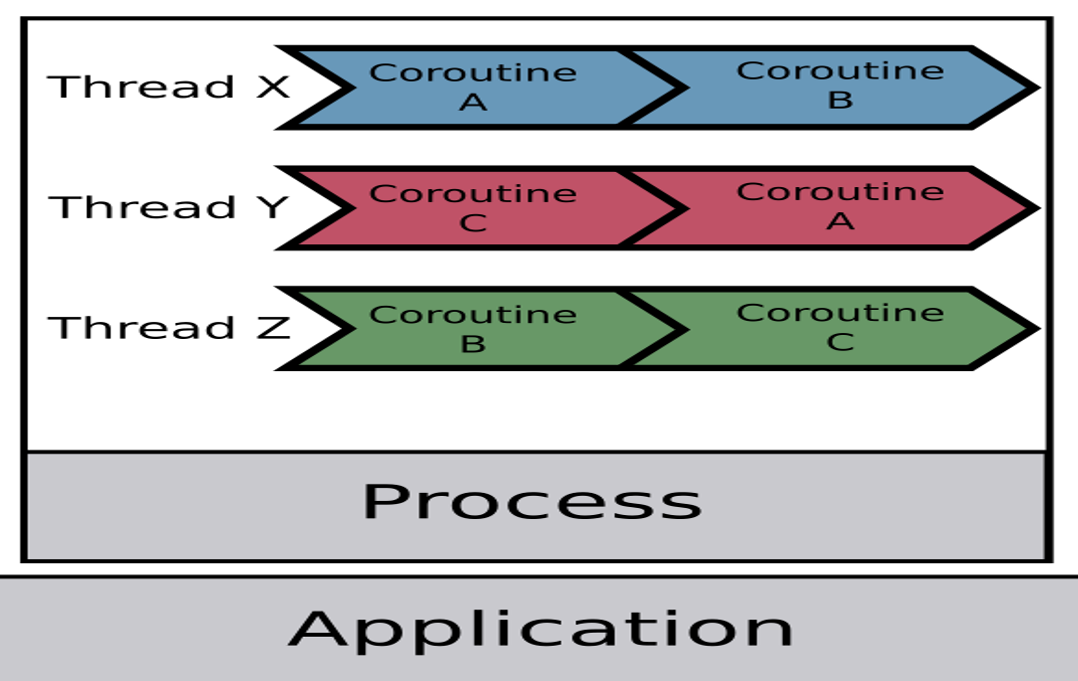 Thread X
Coroutine
A
Coroutine
B
Thread Y
Coroutine
C
Coroutine
A
Thread Z
Coroutine
B
Coroutine
C
Process
Application